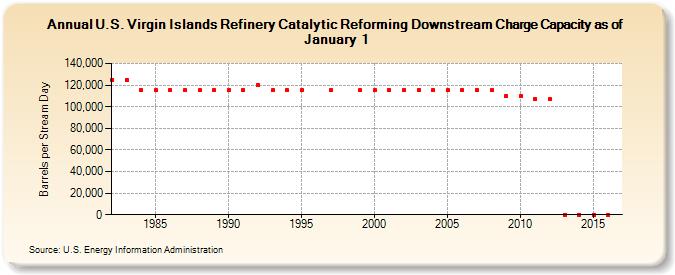 Annual U.S. Virgin Islands Refinery Catalytic Reforming Downstream Charge Capacity as of
January 1
Barrels per Stream Day
140,000
120,000
100,000
80,000
60,000
40,000
20,000
0
1985 1990 1995 2000 2005 2010 2015
Source: U.S. Energy Information Administration